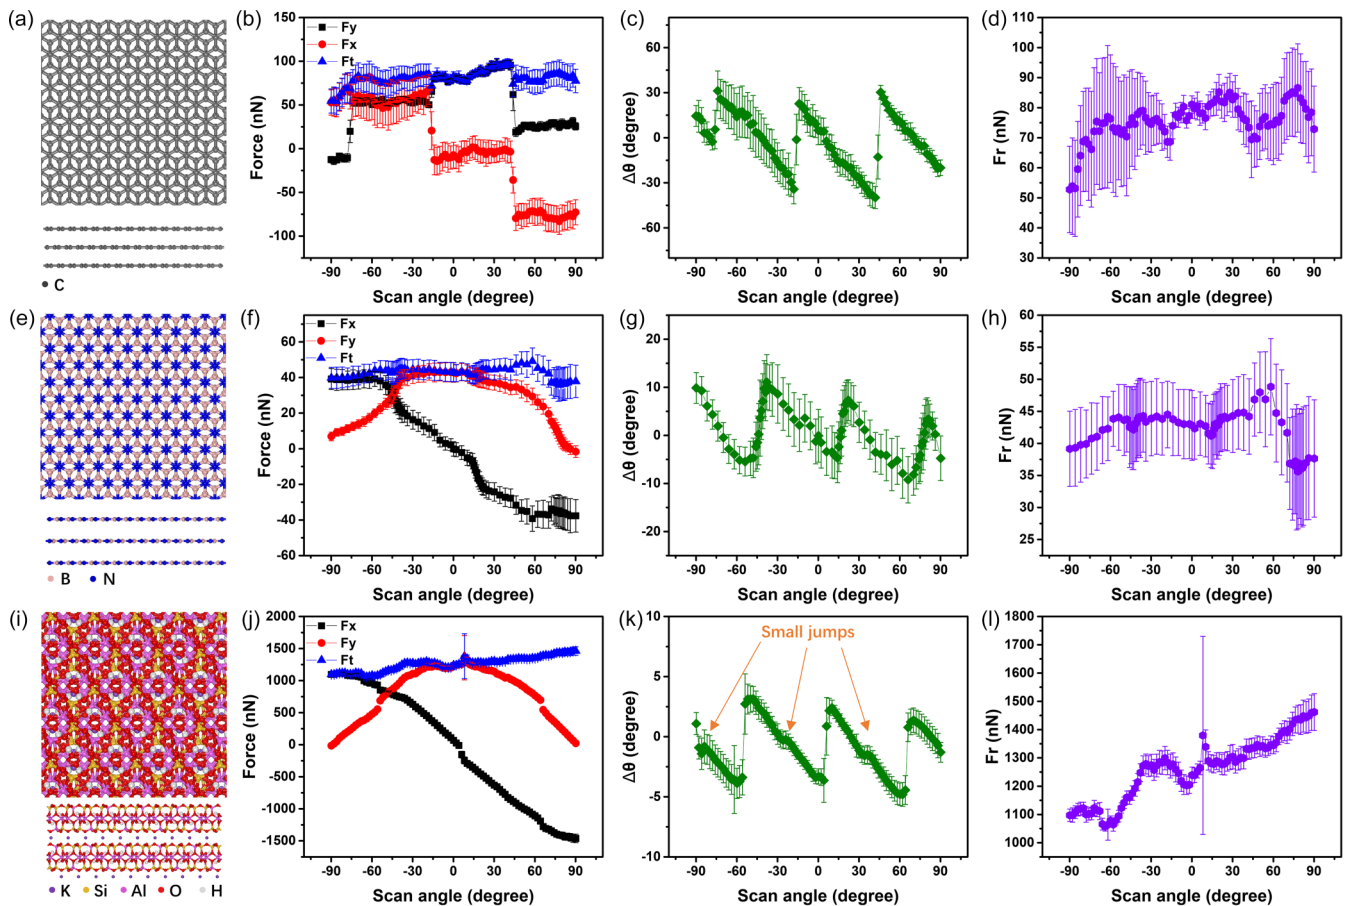 (a)
C
(b)
Fy
Fx
Ft
Force (nN)
150
125
100
75
50
25
0
-25
-50
-75
-100
-125
-90 -60 -30 0 30 60 90
Scan angle (degree)
(c)
Δθ (degree)
60
30
0
-30
-60
-90 -60 -30 0 30 60 90
Scan angle (degree)
(d)
Fr (nN)
110
100
90
80
70
60
50
40
30
-90 -60 -30 0 30 60 90
Scan angle (degree)
(e)
B N
(f)
Fx
Fy
Ft
Force (nN)
60
40
20
0
-20
-40
-60
-90 -60 -30 0 30 60 90
Scan angle (degree)
(g)
Δθ (degree)
20
10
0
-10
-20
-90 -60 -30 0 30 60 90
Scan angle (degree)
(h)
Fr (nN)
60
55
50
45
40
35
30
25
-90 -60 -30 0 30 60 90
Scan angle (degree)
(i)
K Si Al O H
(j)
Fx
Fy
Ft
Force (nN)
2000
1500
1000
500
0
-500
1000
-1500
-90 -60 -30 0 30 60 90
Scan angle (degree)
(k)
Small jumps
Δθ (degree)
10
5
0
-5
-10
-90 -60 -30 0 30 60 90
Scan angle (degree)
(l)
Fr (nN)
1800
1700
1600
1500
1400
1300
1200
1100
1000
-90 -60 -30 0 30 60 90
Scan angle (degree)